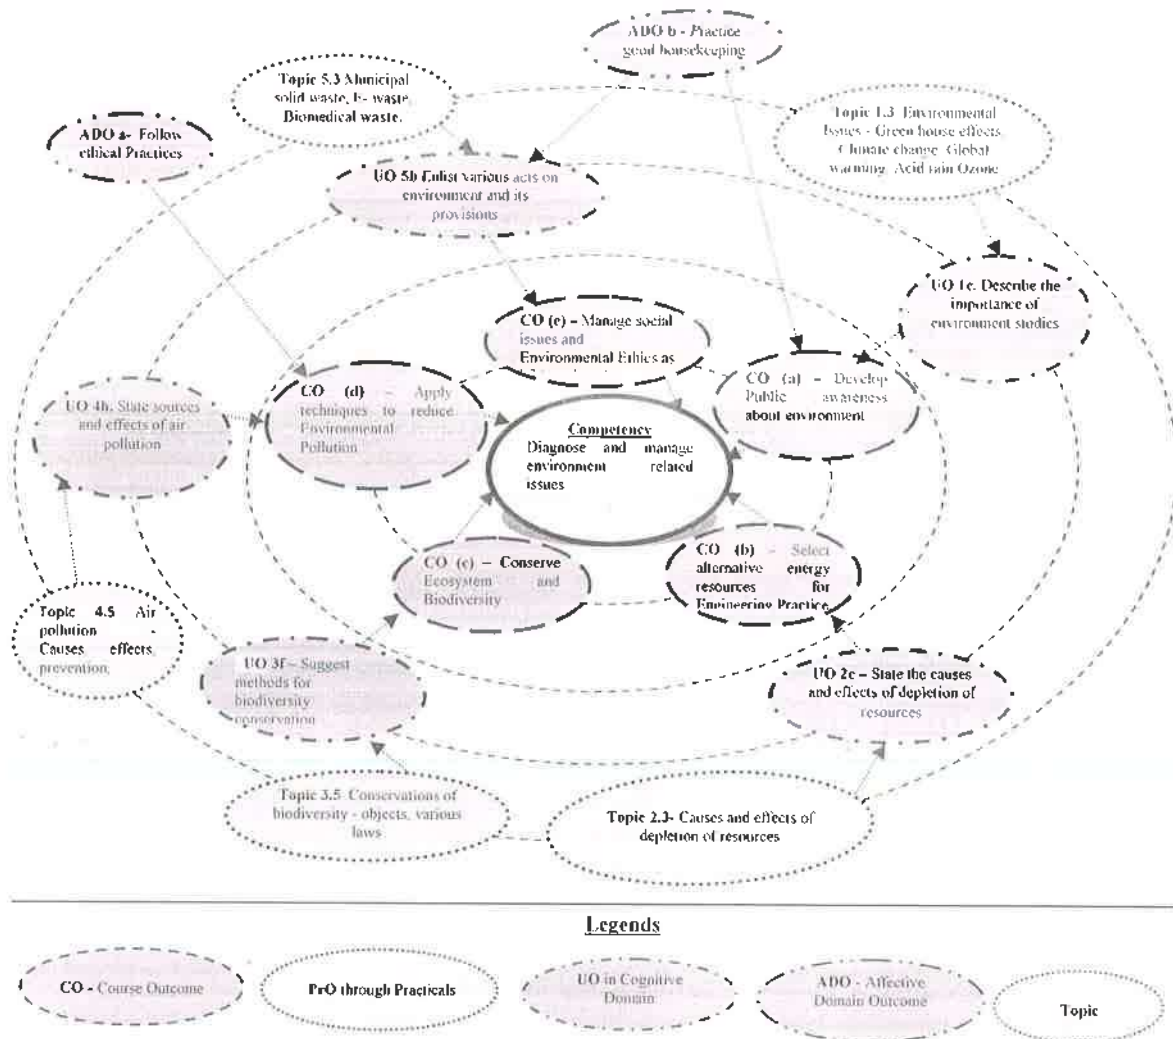 ADO b - Practice
good housekeeping
Topic 5.3 Municipal
solid waste, E- waste,
Biomedical waste.
Topic 1.3 Environmental
Issues - Green house effects,
Climate change, Global
warming, Acid rain Ozone
ADO a- Follow
ethical Practices
UO 5b Enlist various acts on
environment and its
provisions
UO 1c. Describe the
importance of
environment studies
CO (e) – Manage social
issues and
Environmental Ethics as
CO (d) – Apply
techniques to reduce
Environmental
Pollution
CO (a) – Develop
Public awareness
about environment
UO 4h. State sources
and effects of air
pollution
Competency
Diagnose and manage
environment related
issues
CO (c) – Conserve
Ecosystem and
Biodiversity
CO (b) – Select
alternative energy
resources for
Engineering Practice
Topic 4.5 Air
pollution -
Causes effects,
prevention,
UO 3f – Suggest
methods for
biodiversity
conservation
UO 2c – State the causes
and effects of depletion of
resources
Topic 3.5 Conservations of
biodiversity - objects, various
laws
Topic 2.3- Causes and effects of
depletion of resources
Legends
CO - Course Outcome
PrO through Practicals
UO in Cognitive
Domain
ADO - Affective
Domain Outcome
Topic